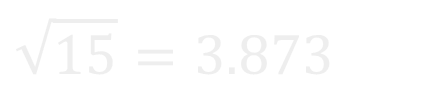 √15 = 3.873